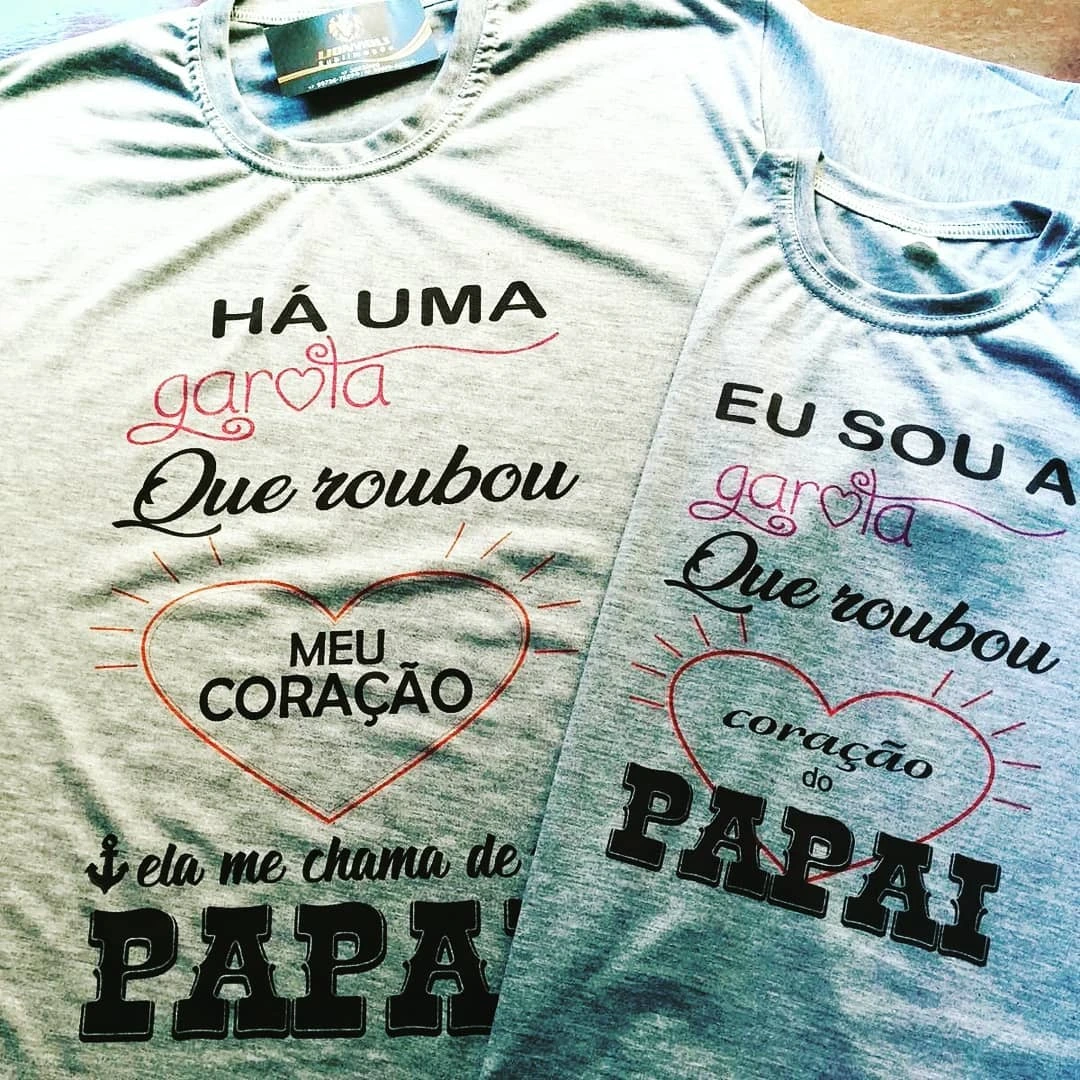 HÁ UMA
garota
Que roubou
MEU
CORAÇÃO
ela me chama de
PAPA
EU SOU A
garota
Que roubou
coração
do
PAPAI